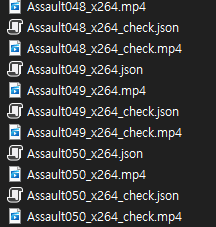 Assault048_x264.mp4
Assault048_x264_check.json
Assault048_x264_check.mp4
Assault049_x264.json
Assault049_x264.mp4
Assault049_x264_check.json
Assault049_x264_check.mp4
Assault050_x264.json
Assault050_x264.mp4
Assault050_x264_check.json
Assault050_x264_check.mp4